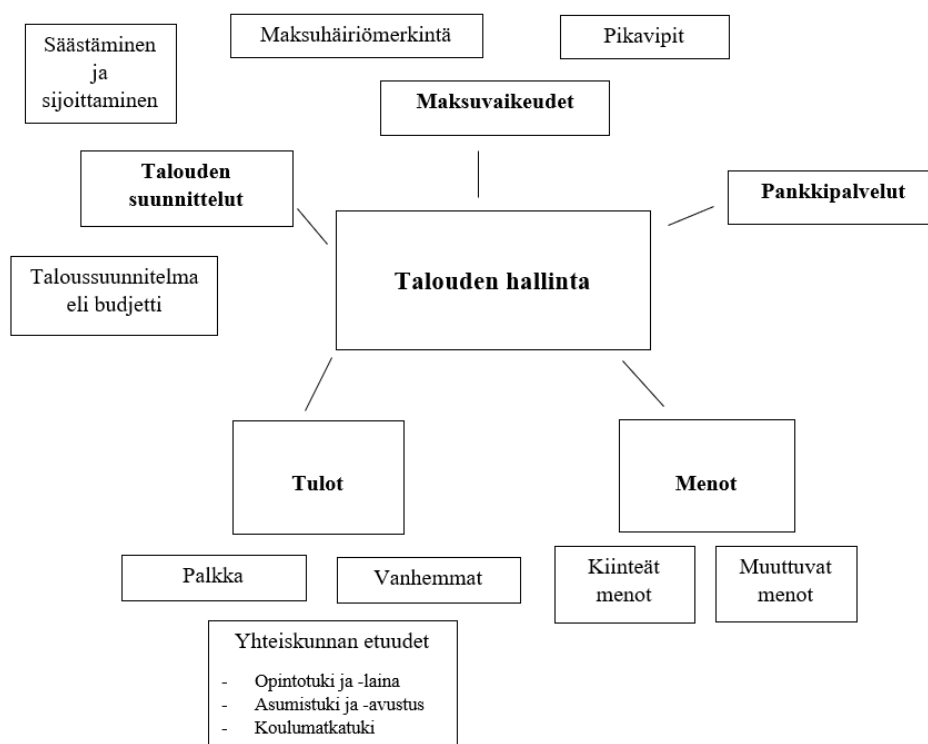 Säästäminen
ja
sijoittaminen
Maksuhäiriömerkintä
Pikavipit
Maksuvaikeudet
Talouden
suunnittelut
Pankkipalvelut
Talouden hallinta
Taloussuunnitelma
eli budjetti
Tulot
Menot
Palkka
Vanhemmat
Kiinteät
menot
Muuttuvat
menot
Yhteiskunnan etuudet
- Opintotuki ja -laina
- Asumistuki ja -avustus
- Koulumatkatuki